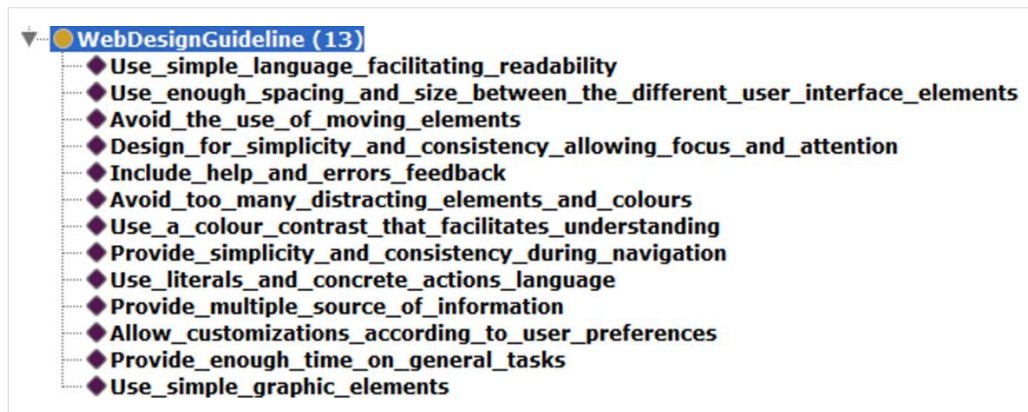 WebDesignGuideline (13)
Use_simple_language_facilitating_readability
Use_enough_spacing_and_size_between_the_different_user_interface_elements
Avoid_the_use_of_moving_elements
Design_for_simplicity_and_consistency_allowing_focus_and_attention
Include_help_and_errors_feedback
Avoid_too_many_distracting_elements_and_colours
Use_a_colour_contrast_that_facilitates_understanding
Provide_simplicity_and_consistency_during_navigation
Use_literals_and_concrete_actions_language
Provide_multiple_source_of_information
Allow_customizations_according_to_user_preferences
Provide_enough_time_on_general_tasks
Use_simple_graphic_elements